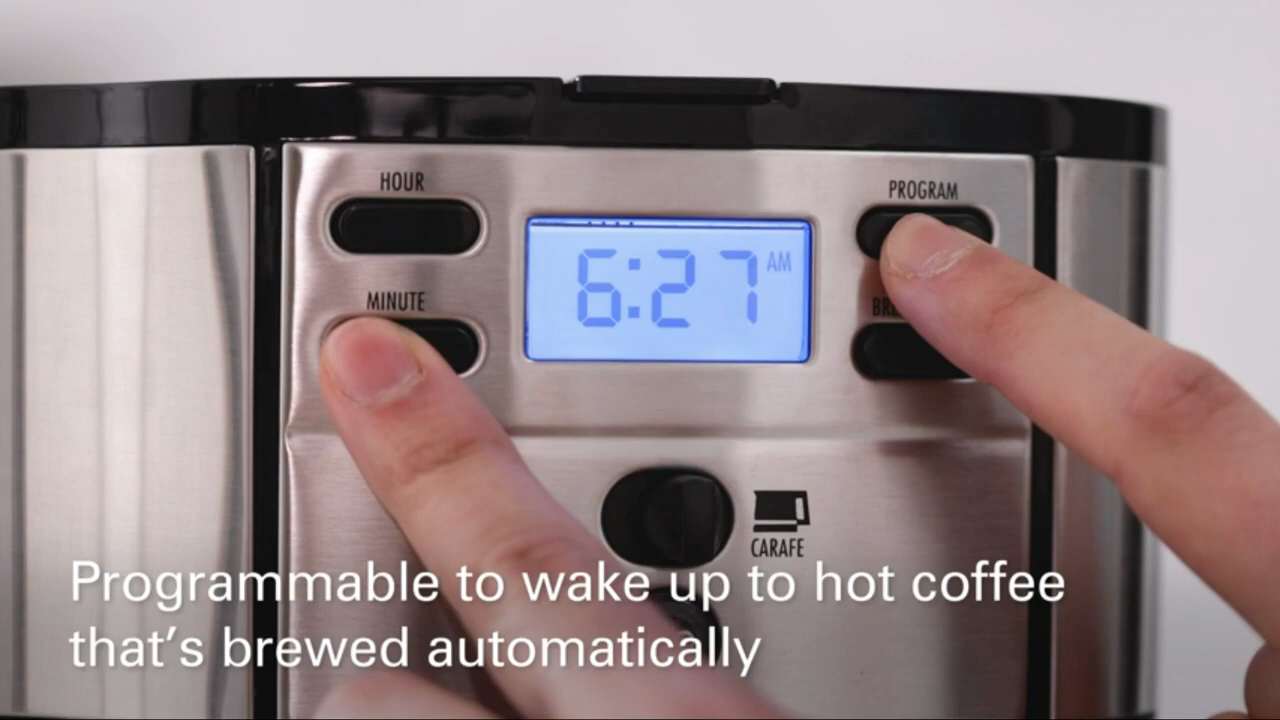 HOUR
PROGRAM
6:27 AM
MINUTE
CARAFE
Programmable to wake up to hot coffee
that's brewed automatically